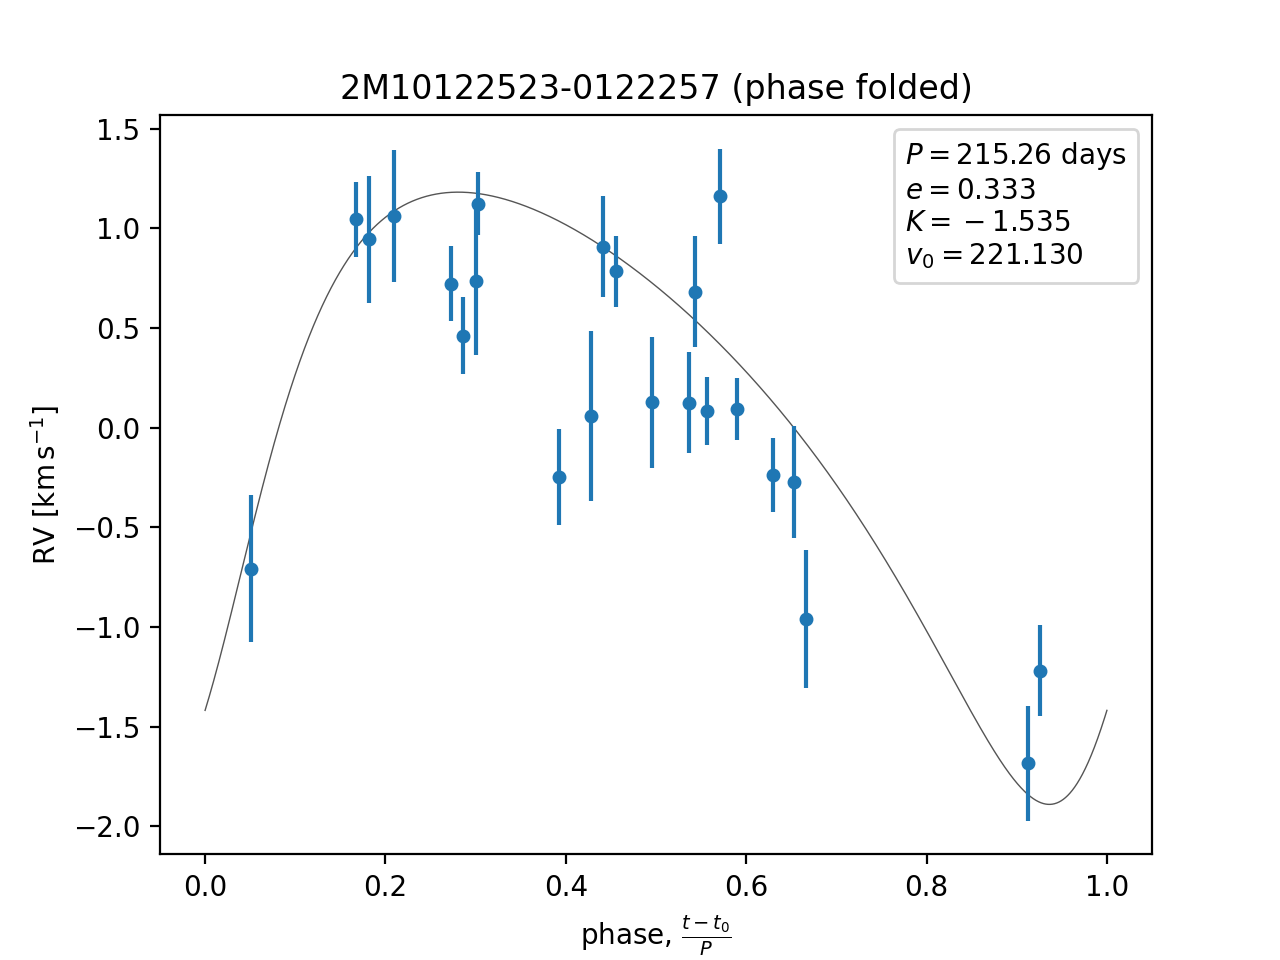 2M10122523-0122257 (phase folded)
P = 215.26 days
e = 0.333
K = −1.535
v₀ = 221.130
1.5
1.0
0.5
0.0
−0.5
−1.0
−1.5
−2.0
RV [km s⁻¹]
0.0 0.2 0.4 0.6 0.8 1.0
phase, (t − t₀)/P